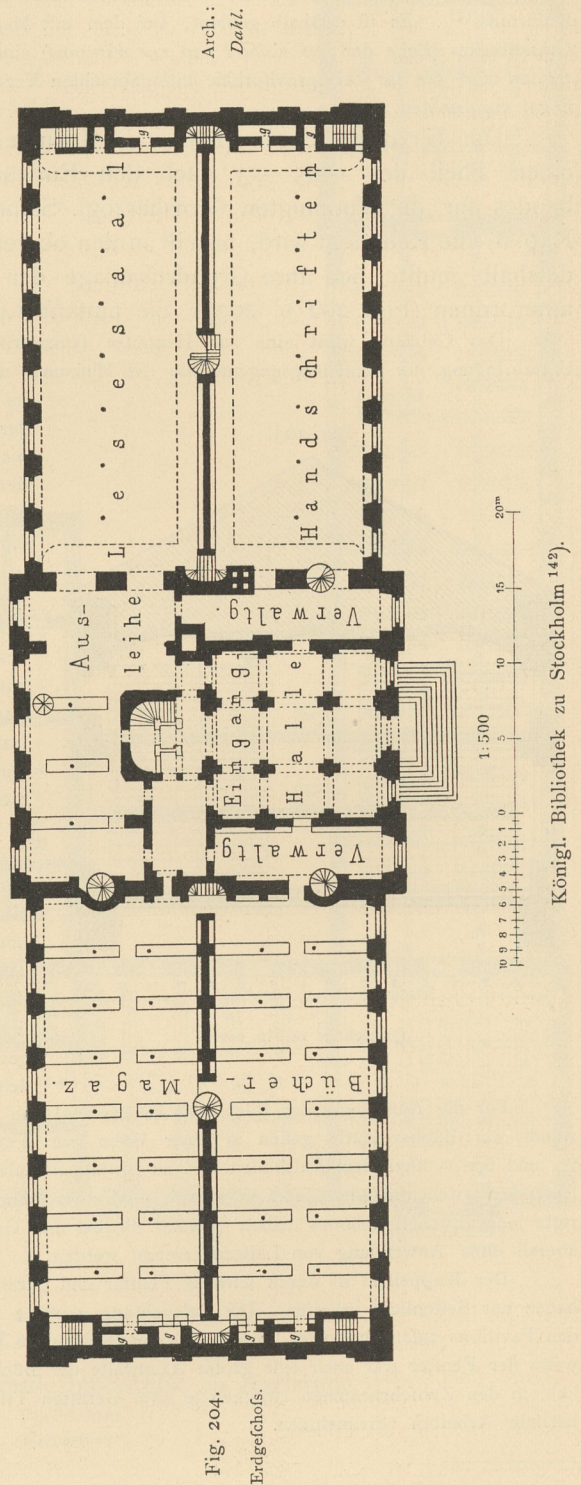 Fig. 204.
Erdgeſchoſs.
Arch.:
Dahl.
Bücher-
Magaz.
Verwaltg.
Eingang-
Halle
Verwaltg.
Aus-
leihe
Leſeſaal
Handſchriften
g
g
g
g
g
g
g
g
1:500
10 9 8 7 6 5 4 3 2 1 0 5 10 15 20m
Königl. Bibliothek zu Stockholm 142).